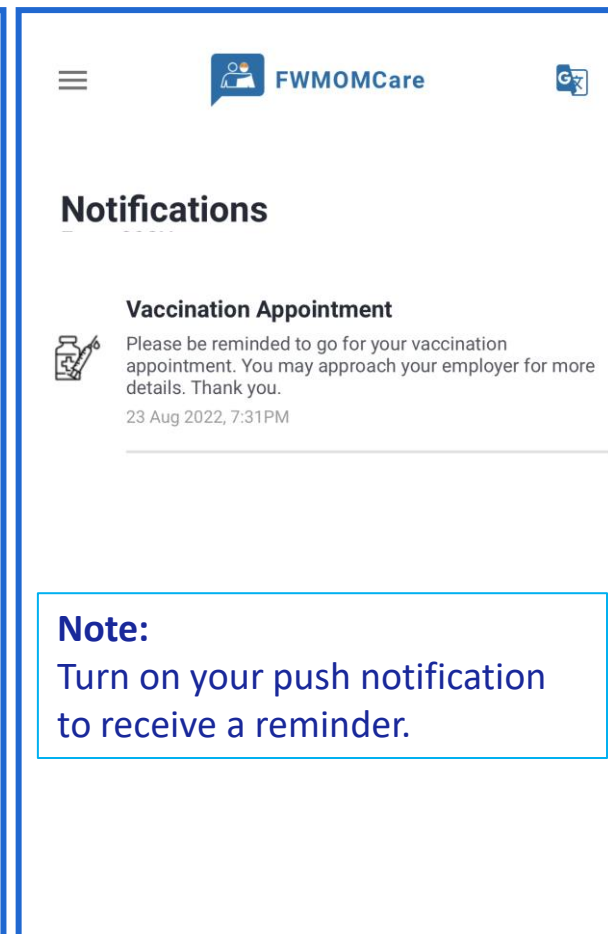 FWMOMCare
Notifications
Vaccination Appointment
Please be reminded to go for your vaccination
appointment. You may approach your employer for more
details. Thank you.
23 Aug 2022, 7:31PM
Note:
Turn on your push notification
to receive a reminder.